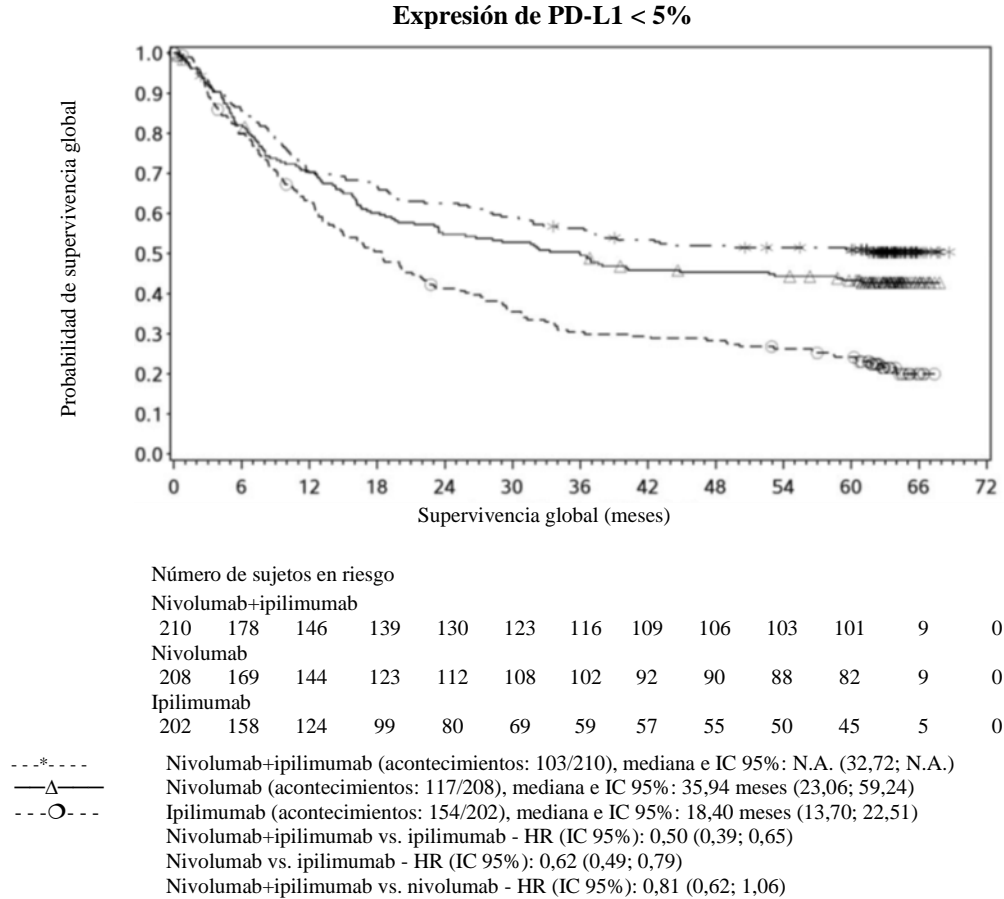 Expresión de PD-L1 < 5%
Probabilidad de supervivencia global
1.0
0.9
0.8
0.7
0.6
0.5
0.4
0.3
0.2
0.1
0.0
0 6 12 18 24 30 36 42 48 54 60 66 72
Supervivencia global (meses)
Número de sujetos en riesgo
Nivolumab+ipilimumab
210 178 146 139 130 123 116 109 106 103 101 9 0
Nivolumab
208 169 144 123 112 108 102 92 90 88 82 9 0
Ipilimumab
202 158 124 99 80 69 59 57 55 50 45 5 0
- - -*- - - - Nivolumab+ipilimumab (acontecimientos: 103/210), mediana e IC 95%: N.A. (32,72; N.A.)
──Δ─── Nivolumab (acontecimientos: 117/208), mediana e IC 95%: 35,94 meses (23,06; 59,24)
- - -❍- - - Ipilimumab (acontecimientos: 154/202), mediana e IC 95%: 18,40 meses (13,70; 22,51)
Nivolumab+ipilimumab vs. ipilimumab - HR (IC 95%): 0,50 (0,39; 0,65)
Nivolumab vs. ipilimumab - HR (IC 95%): 0,62 (0,49; 0,79)
Nivolumab+ipilimumab vs. nivolumab - HR (IC 95%): 0,81 (0,62; 1,06)